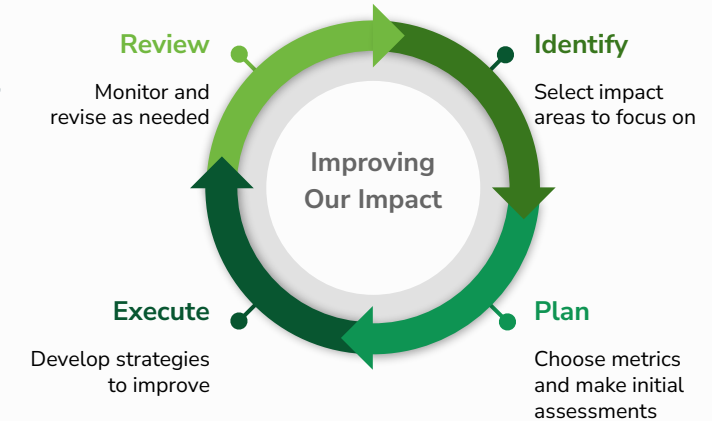 Review
Monitor and
revise as needed
Identify
Select impact
areas to focus on
Improving
Our Impact
Execute
Develop strategies
to improve
Plan
Choose metrics
and make initial
assessments